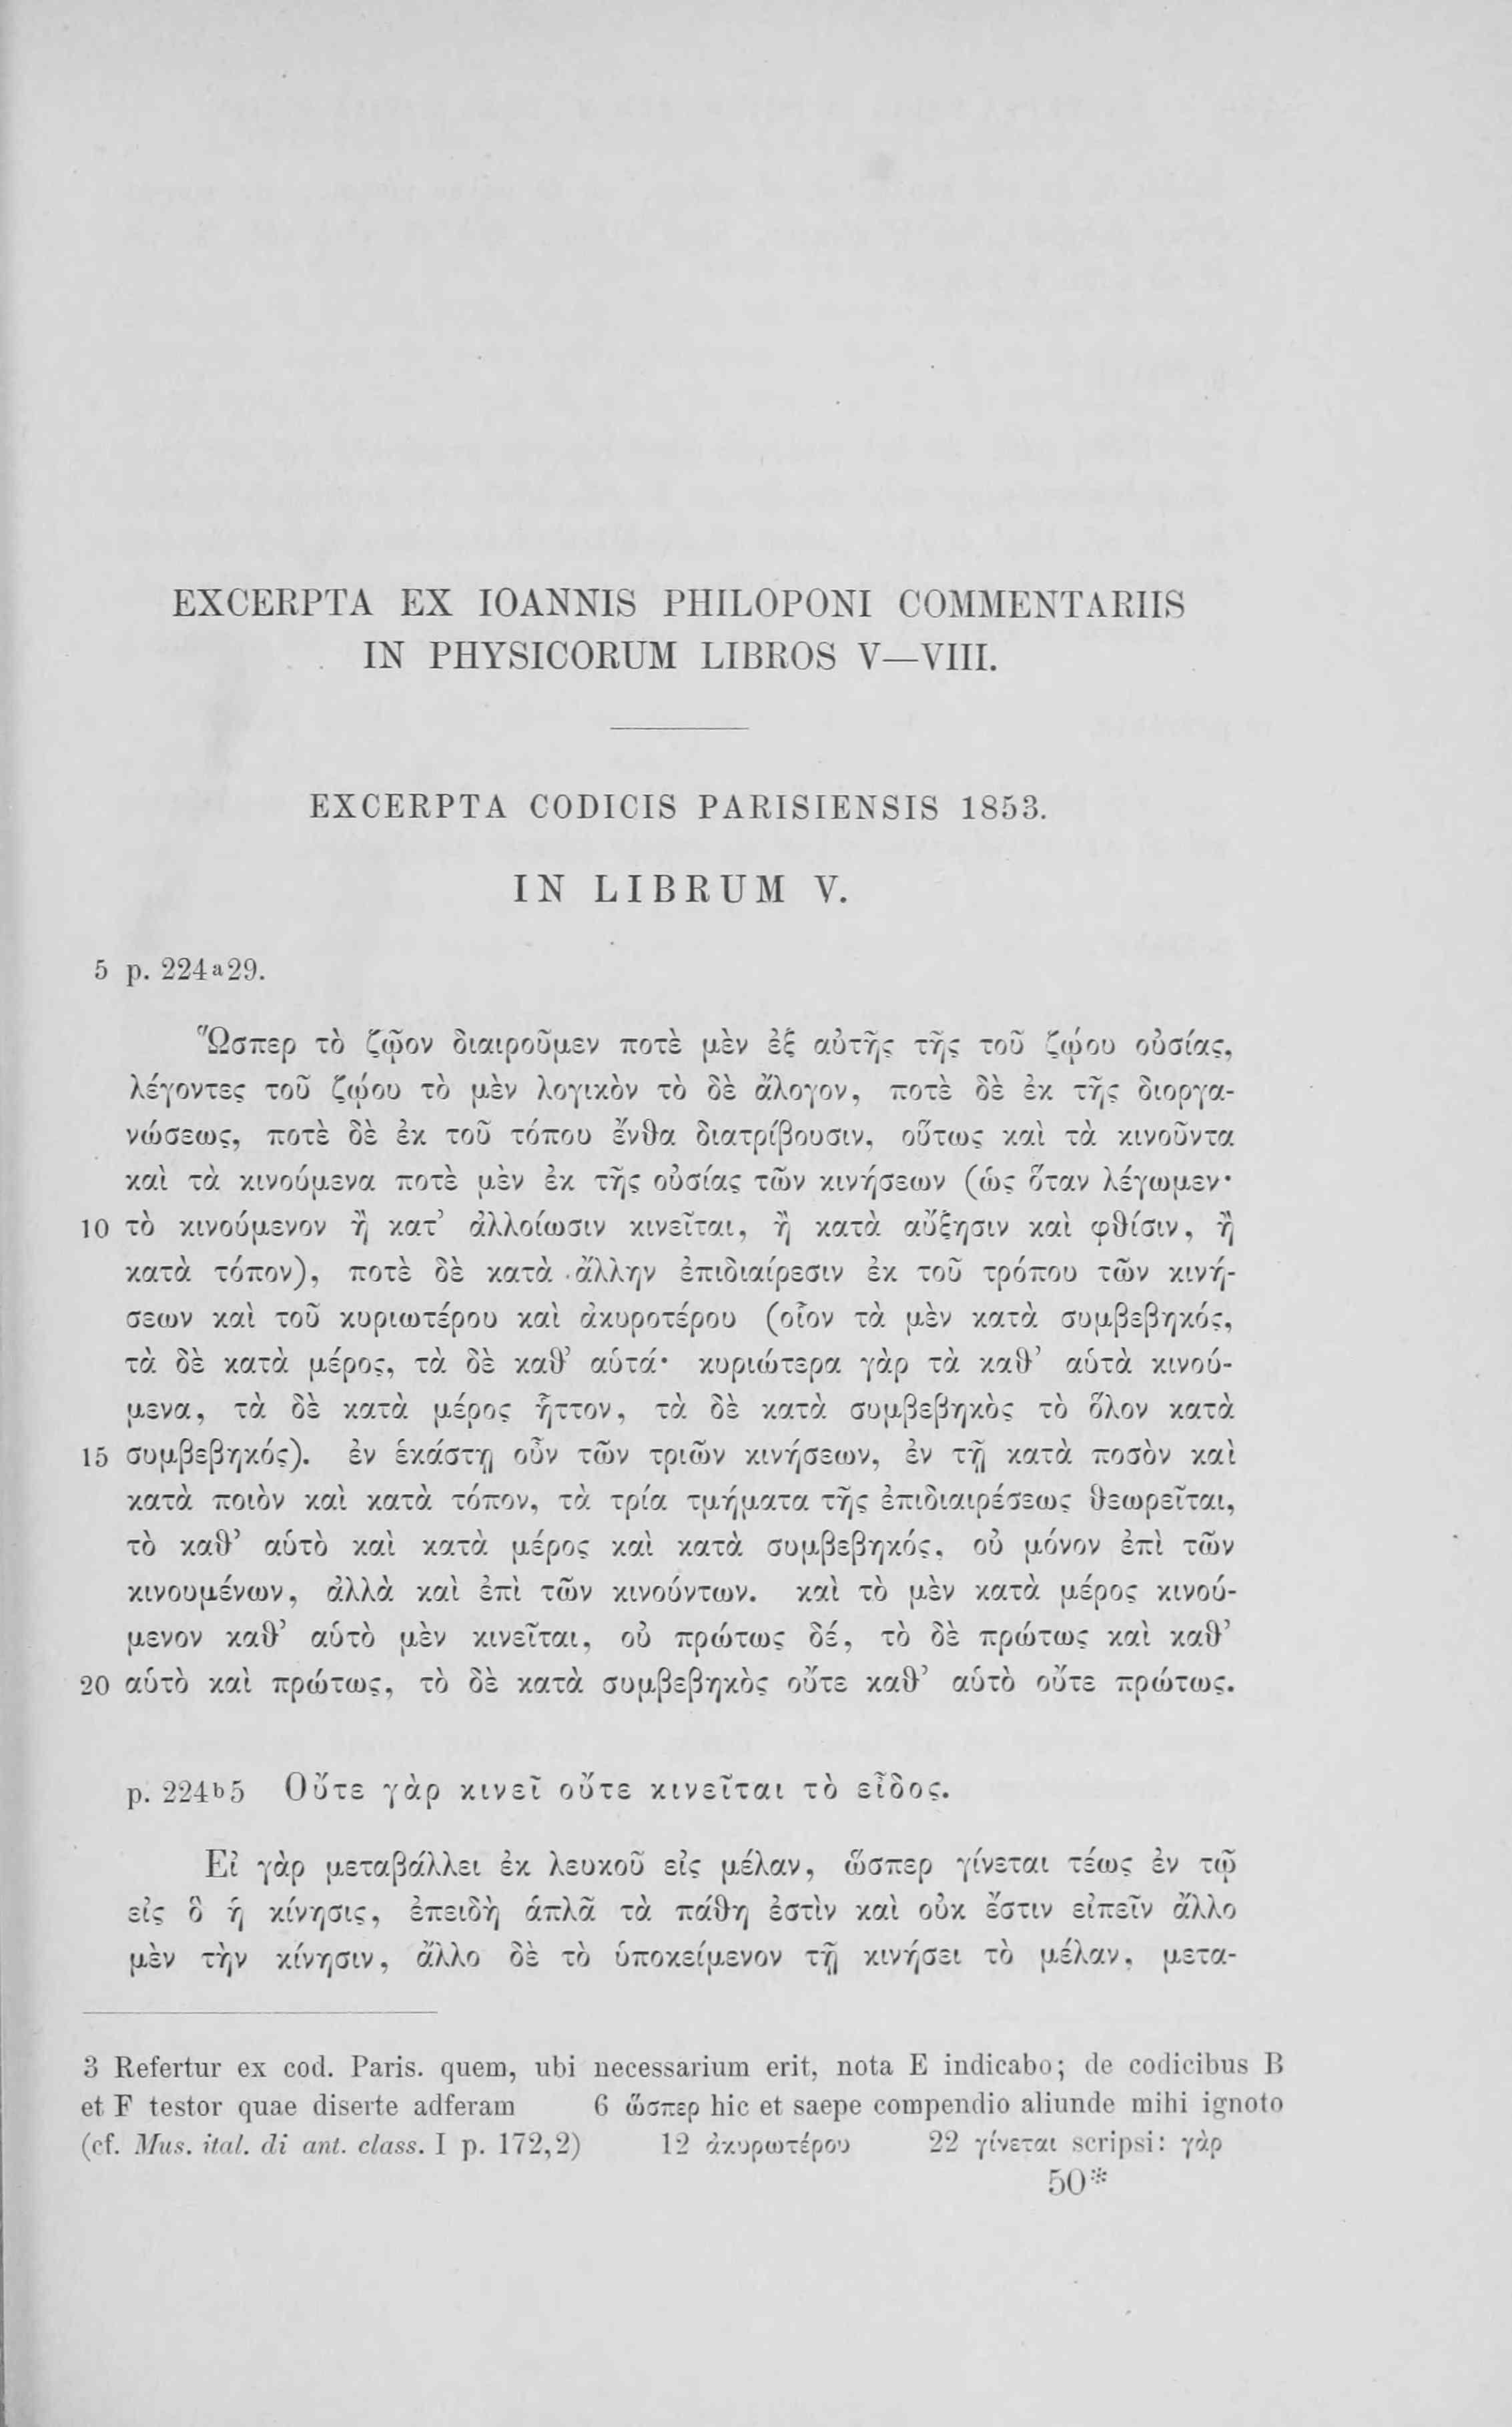 EXCERPTA EX IOANNIS PHILOPONI COMMENTARIIS
IN PHYSICORUM LIBROS V—VIII.
EXCERPTA CODICIS PARISIENSIS 1853.
IN LIBRUM V.
5 p. 224a29.
Ὥσπερ τὸ ζῷον διαιροῦμεν ποτὲ μὲν ἐξ αὐτῆς τῆς τοῦ ζῴου οὐσίας,
λέγοντες τοῦ ζῴου τὸ μὲν λογικὸν τὸ δὲ ἄλογον, ποτὲ δὲ ἐκ τῆς διοργα-
νώσεως, ποτὲ δὲ ἐκ τοῦ τόπου ἔνθα διατρίβουσιν, οὕτως καὶ τὰ κινοῦντα
καὶ τὰ κινούμενα ποτὲ μὲν ἐκ τῆς οὐσίας τῶν κινήσεων (ὡς ὅταν λέγωμεν·
10 τὸ κινούμενον ἢ κατ’ ἀλλοίωσιν κινεῖται, ἢ κατὰ αὔξησιν καὶ φθίσιν, ἢ
κατὰ τόπον), ποτὲ δὲ κατὰ ἄλλην ἐπιδιαίρεσιν ἐκ τοῦ τρόπου τῶν κινή-
σεων καὶ τοῦ κυριωτέρου καὶ ἀκυροτέρου (οἷον τὰ μὲν κατὰ συμβεβηκός,
τὰ δὲ κατὰ μέρος, τὰ δὲ καθ’ αὑτά· κυριώτερα γὰρ τὰ καθ’ αὑτὰ κινού-
μενα, τὰ δὲ κατὰ μέρος ἧττον, τὰ δὲ κατὰ συμβεβηκὸς τὸ ὅλον κατὰ
15 συμβεβηκός). ἐν ἑκάστῃ οὖν τῶν τριῶν κινήσεων, ἐν τῇ κατὰ ποσὸν καὶ
κατὰ ποιὸν καὶ κατὰ τόπον, τὰ τρία τμήματα τῆς ἐπιδιαιρέσεως θεωρεῖται,
τὸ καθ’ αὑτὸ καὶ κατὰ μέρος καὶ κατὰ συμβεβηκός, οὐ μόνον ἐπὶ τῶν
κινουμένων, ἀλλὰ καὶ ἐπὶ τῶν κινούντων. καὶ τὸ μὲν κατὰ μέρος κινού-
μενον καθ’ αὑτὸ μὲν κινεῖται, οὐ πρώτως δέ, τὸ δὲ πρώτως καὶ καθ’
20 αὑτὸ καὶ πρώτως, τὸ δὲ κατὰ συμβεβηκὸς οὔτε καθ’ αὑτὸ οὔτε πρώτως.
p. 224b5 Οὔτε γὰρ κινεῖ οὔτε κινεῖται τὸ εἶδος.
Εἰ γὰρ μεταβάλλει ἐκ λευκοῦ εἰς μέλαν, ὥσπερ γίνεται τέως ἐν τῷ
εἰς ὃ ἡ κίνησις, ἐπειδὴ ἁπλᾶ τὰ πάθη ἐστὶν καὶ οὐκ ἔστιν εἰπεῖν ἄλλο
μὲν τὴν κίνησιν, ἄλλο δὲ τὸ ὑποκείμενον τῇ κινήσει τὸ μέλαν, μετα-
3 Refertur ex cod. Paris. quem, ubi necessarium erit, nota E indicabo; de codicibus B
et F testor quae diserte adferam 6 ὥσπερ hic et saepe compendio aliunde mihi ignoto
(cf. Mus. ital. di ant. class. I p. 172,2) 12 ἀκυρωτέρου 22 γίνεται scripsi: γὰρ
50*